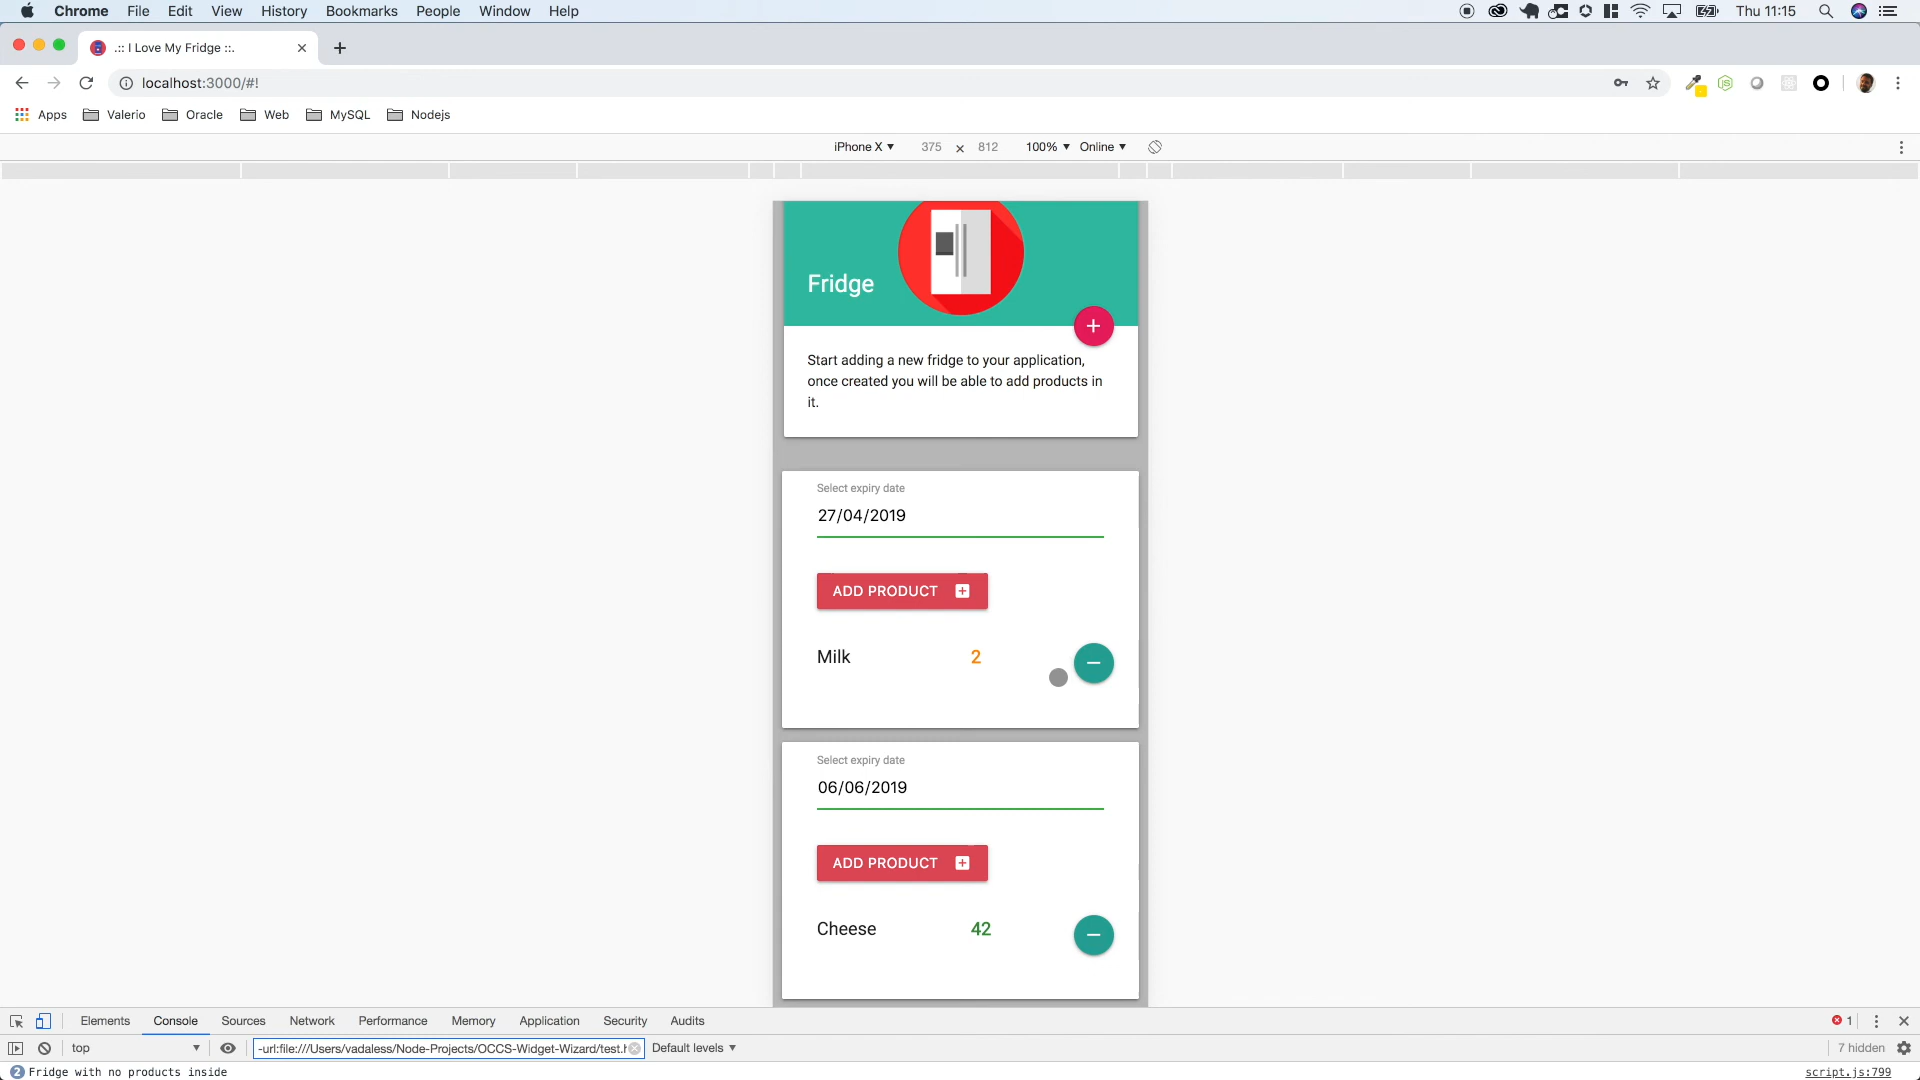 Chrome File Edit View History Bookmarks People Window Help
Thu 11:15
.:: I Love My Fridge ::.
localhost:3000/#!
Apps Valerio Oracle Web MySQL Nodejs
iPhone X 375 x 812 100% Online
Fridge
Start adding a new fridge to your application,
once created you will be able to add products in
it.
Select expiry date
27/04/2019
ADD PRODUCT
Milk 2
Select expiry date
06/06/2019
ADD PRODUCT
Cheese 42
Elements Console Sources Network Performance Memory Application Security Audits 1
top -url:file:///Users/vadaless/Node-Projects/OCCS-Widget-Wizard/test.h Default levels 7 hidden
2 Fridge with no products inside script.js:799